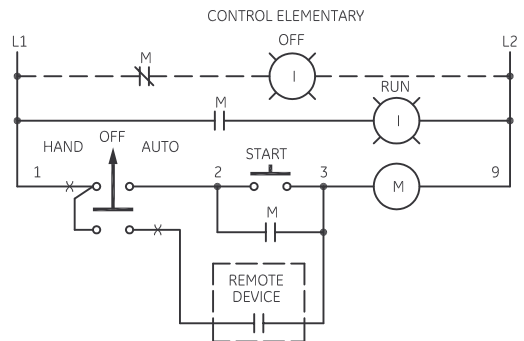 CONTROL ELEMENTARY
L1
OFF
L2
M
I
RUN
M
I
HAND
OFF
AUTO
START
1
2
3
M
9
M
REMOTE
DEVICE